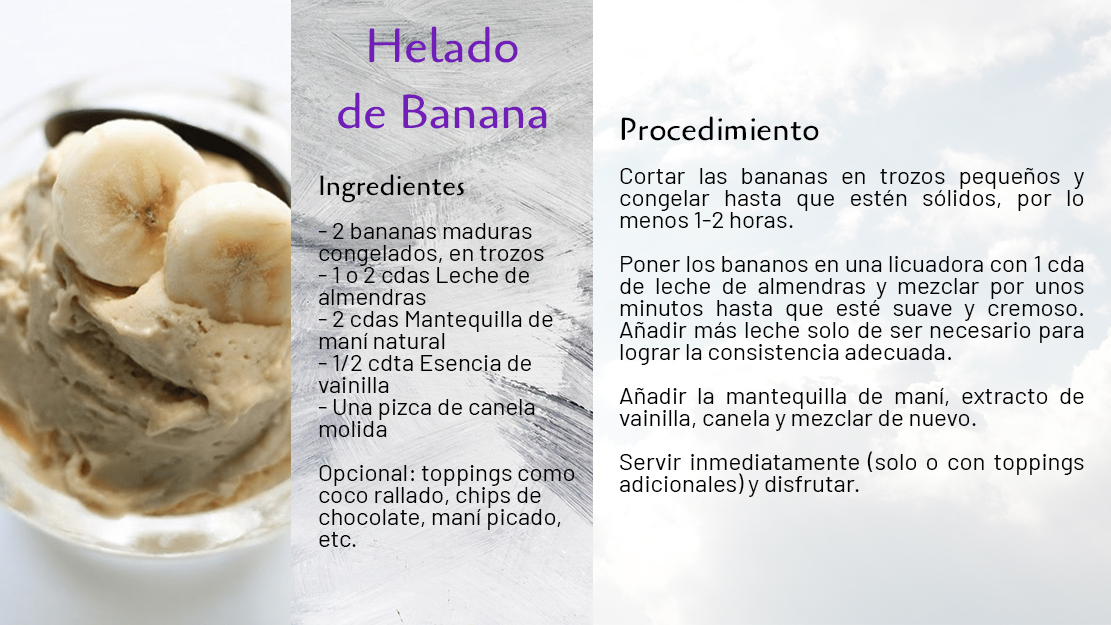 Helado
de Banana
Ingredientes
- 2 bananas maduras
congelados, en trozos
- 1 o 2 cdas Leche de
almendras
- 2 cdas Mantequilla de
maní natural
- 1/2 cdta Esencia de
vainilla
- Una pizca de canela
molida
Opcional: toppings como
coco rallado, chips de
chocolate, maní picado,
etc.
Procedimiento
Cortar las bananas en trozos pequeños y
congelar hasta que estén sólidos, por lo
menos 1-2 horas.
Poner los bananos en una licuadora con 1 cda
de leche de almendras y mezclar por unos
minutos hasta que esté suave y cremoso.
Añadir más leche solo de ser necesario para
lograr la consistencia adecuada.
Añadir la mantequilla de maní, extracto de
vainilla, canela y mezclar de nuevo.
Servir inmediatamente (solo o con toppings
adicionales) y disfrutar.